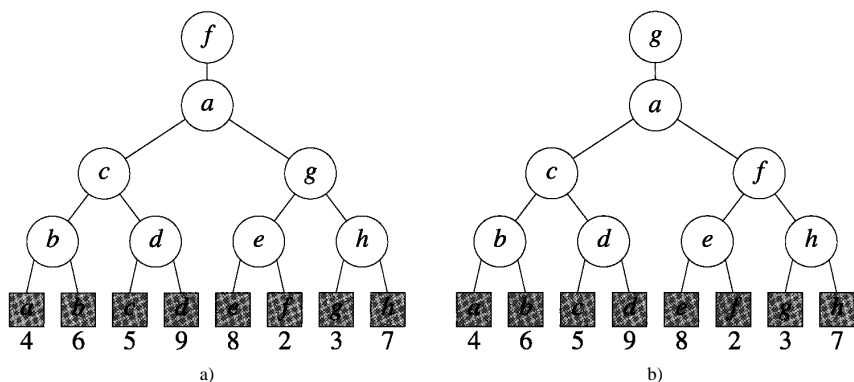 f g
a a
c g c f
b d e h b d e h
a b c d e f g h a b c d e f g h
4 6 5 9 8 2 3 7 4 6 5 9 8 2 3 7
a) b)